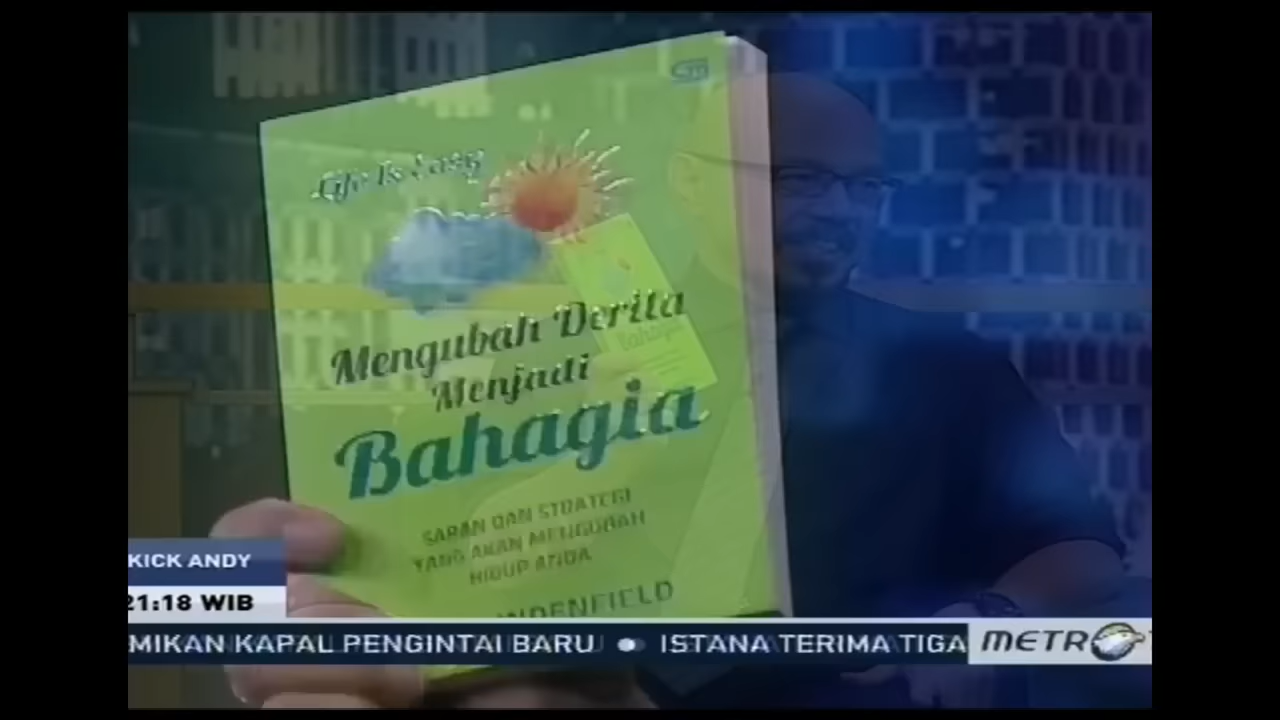 Life Is Easy
Mengubah Derita
Menjadi
Bahagia
SARAN DAN STRATEGI
YANG AKAN MENGUBAH
HIDUP ANDA
NDENFIELD
KICK ANDY
21:18 WIB
MIKAN KAPAL PENGINTAI BARU ● ISTANA TERIMA TIGA
METRO